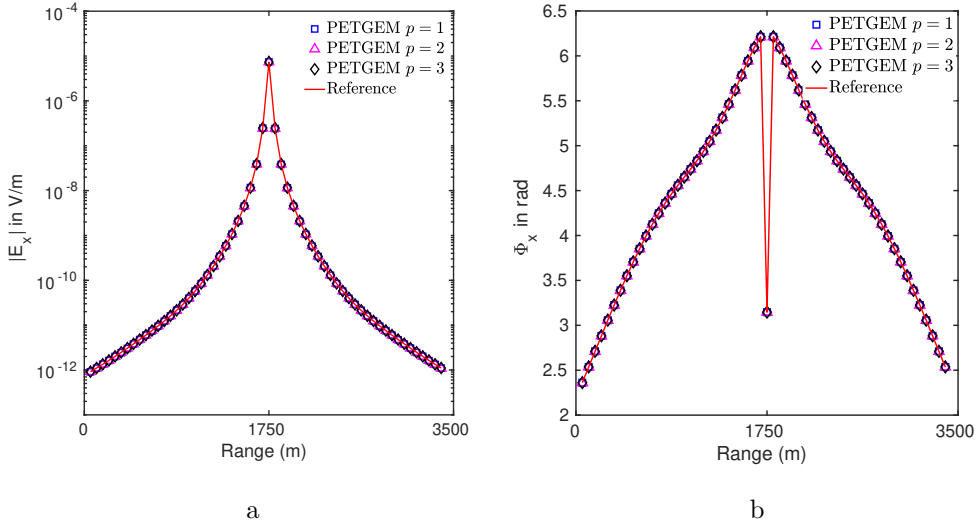 10^-4
10^-6
10^-8
10^-10
10^-12
|E_x| in V/m
0
1750
3500
Range (m)
PETGEM p = 1
PETGEM p = 2
PETGEM p = 3
Reference
a
6.5
6
5.5
5
4.5
4
3.5
3
2.5
2
Φ_x in rad
0
1750
3500
Range (m)
PETGEM p = 1
PETGEM p = 2
PETGEM p = 3
Reference
b